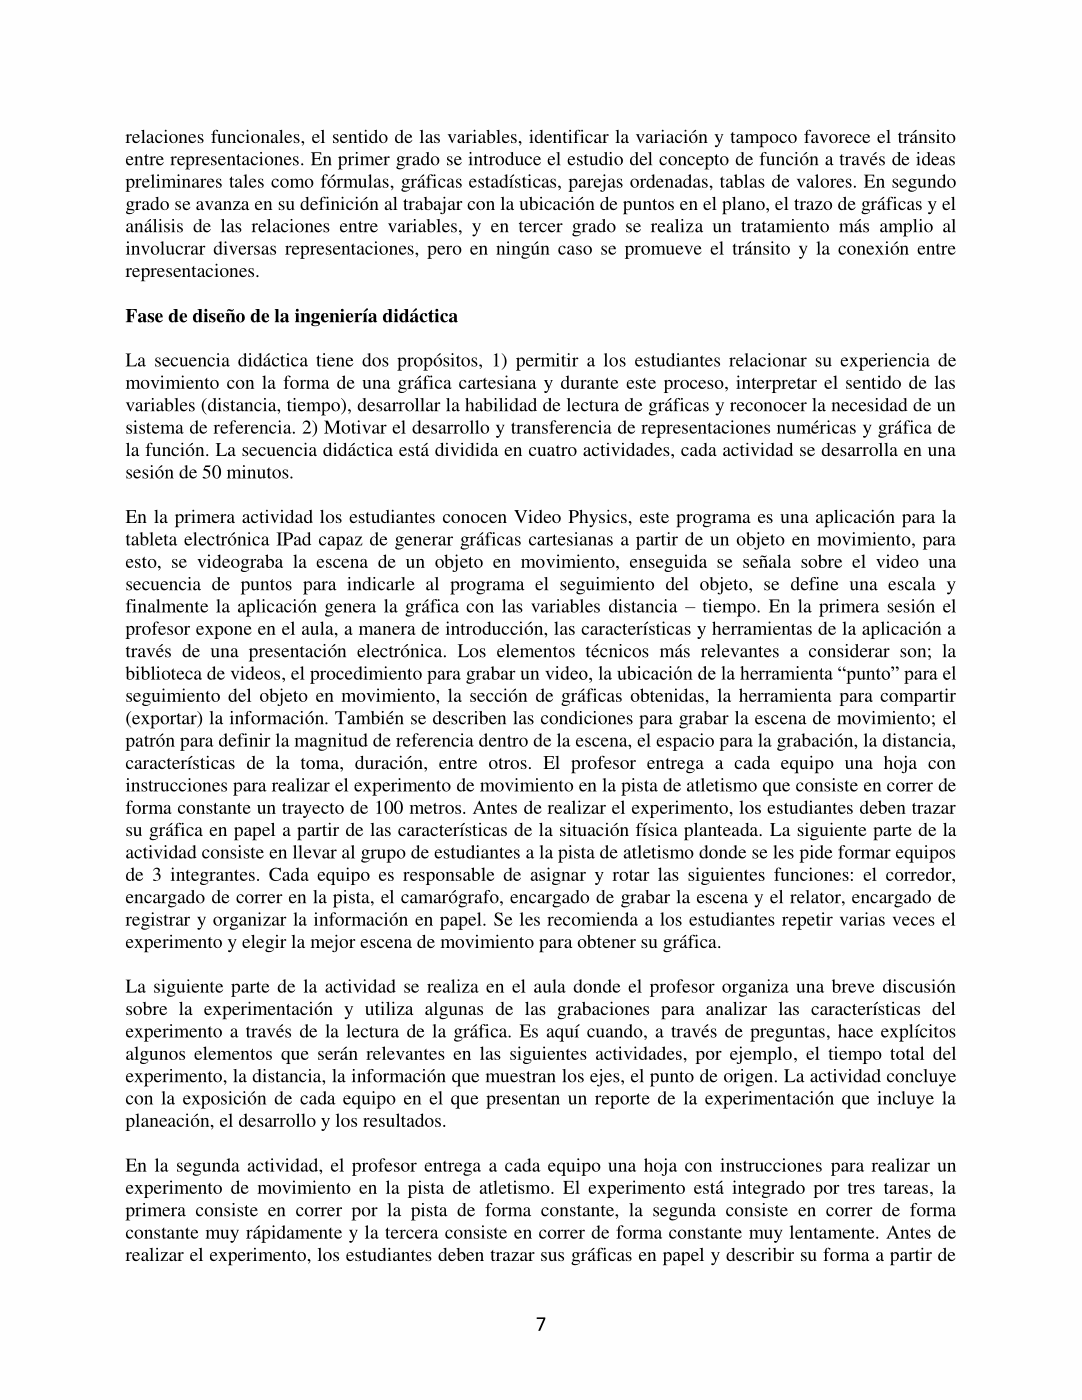 relaciones funcionales, el sentido de las variables, identificar la variación y tampoco favorece el tránsito
entre representaciones. En primer grado se introduce el estudio del concepto de función a través de ideas
preliminares tales como fórmulas, gráficas estadísticas, parejas ordenadas, tablas de valores. En segundo
grado se avanza en su definición al trabajar con la ubicación de puntos en el plano, el trazo de gráficas y el
análisis de las relaciones entre variables, y en tercer grado se realiza un tratamiento más amplio al
involucrar diversas representaciones, pero en ningún caso se promueve el tránsito y la conexión entre
representaciones.
Fase de diseño de la ingeniería didáctica
La secuencia didáctica tiene dos propósitos, 1) permitir a los estudiantes relacionar su experiencia de
movimiento con la forma de una gráfica cartesiana y durante este proceso, interpretar el sentido de las
variables (distancia, tiempo), desarrollar la habilidad de lectura de gráficas y reconocer la necesidad de un
sistema de referencia. 2) Motivar el desarrollo y transferencia de representaciones numéricas y gráfica de
la función. La secuencia didáctica está dividida en cuatro actividades, cada actividad se desarrolla en una
sesión de 50 minutos.
En la primera actividad los estudiantes conocen Video Physics, este programa es una aplicación para la
tableta electrónica IPad capaz de generar gráficas cartesianas a partir de un objeto en movimiento, para
esto, se videograba la escena de un objeto en movimiento, enseguida se señala sobre el video una
secuencia de puntos para indicarle al programa el seguimiento del objeto, se define una escala y
finalmente la aplicación genera la gráfica con las variables distancia – tiempo. En la primera sesión el
profesor expone en el aula, a manera de introducción, las características y herramientas de la aplicación a
través de una presentación electrónica. Los elementos técnicos más relevantes a considerar son; la
biblioteca de videos, el procedimiento para grabar un video, la ubicación de la herramienta “punto” para el
seguimiento del objeto en movimiento, la sección de gráficas obtenidas, la herramienta para compartir
(exportar) la información. También se describen las condiciones para grabar la escena de movimiento; el
patrón para definir la magnitud de referencia dentro de la escena, el espacio para la grabación, la distancia,
características de la toma, duración, entre otros. El profesor entrega a cada equipo una hoja con
instrucciones para realizar el experimento de movimiento en la pista de atletismo que consiste en correr de
forma constante un trayecto de 100 metros. Antes de realizar el experimento, los estudiantes deben trazar
su gráfica en papel a partir de las características de la situación física planteada. La siguiente parte de la
actividad consiste en llevar al grupo de estudiantes a la pista de atletismo donde se les pide formar equipos
de 3 integrantes. Cada equipo es responsable de asignar y rotar las siguientes funciones: el corredor,
encargado de correr en la pista, el camarógrafo, encargado de grabar la escena y el relator, encargado de
registrar y organizar la información en papel. Se les recomienda a los estudiantes repetir varias veces el
experimento y elegir la mejor escena de movimiento para obtener su gráfica.
La siguiente parte de la actividad se realiza en el aula donde el profesor organiza una breve discusión
sobre la experimentación y utiliza algunas de las grabaciones para analizar las características del
experimento a través de la lectura de la gráfica. Es aquí cuando, a través de preguntas, hace explícitos
algunos elementos que serán relevantes en las siguientes actividades, por ejemplo, el tiempo total del
experimento, la distancia, la información que muestran los ejes, el punto de origen. La actividad concluye
con la exposición de cada equipo en el que presentan un reporte de la experimentación que incluye la
planeación, el desarrollo y los resultados.
En la segunda actividad, el profesor entrega a cada equipo una hoja con instrucciones para realizar un
experimento de movimiento en la pista de atletismo. El experimento está integrado por tres tareas, la
primera consiste en correr por la pista de forma constante, la segunda consiste en correr de forma
constante muy rápidamente y la tercera consiste en correr de forma constante muy lentamente. Antes de
realizar el experimento, los estudiantes deben trazar sus gráficas en papel y describir su forma a partir de
7